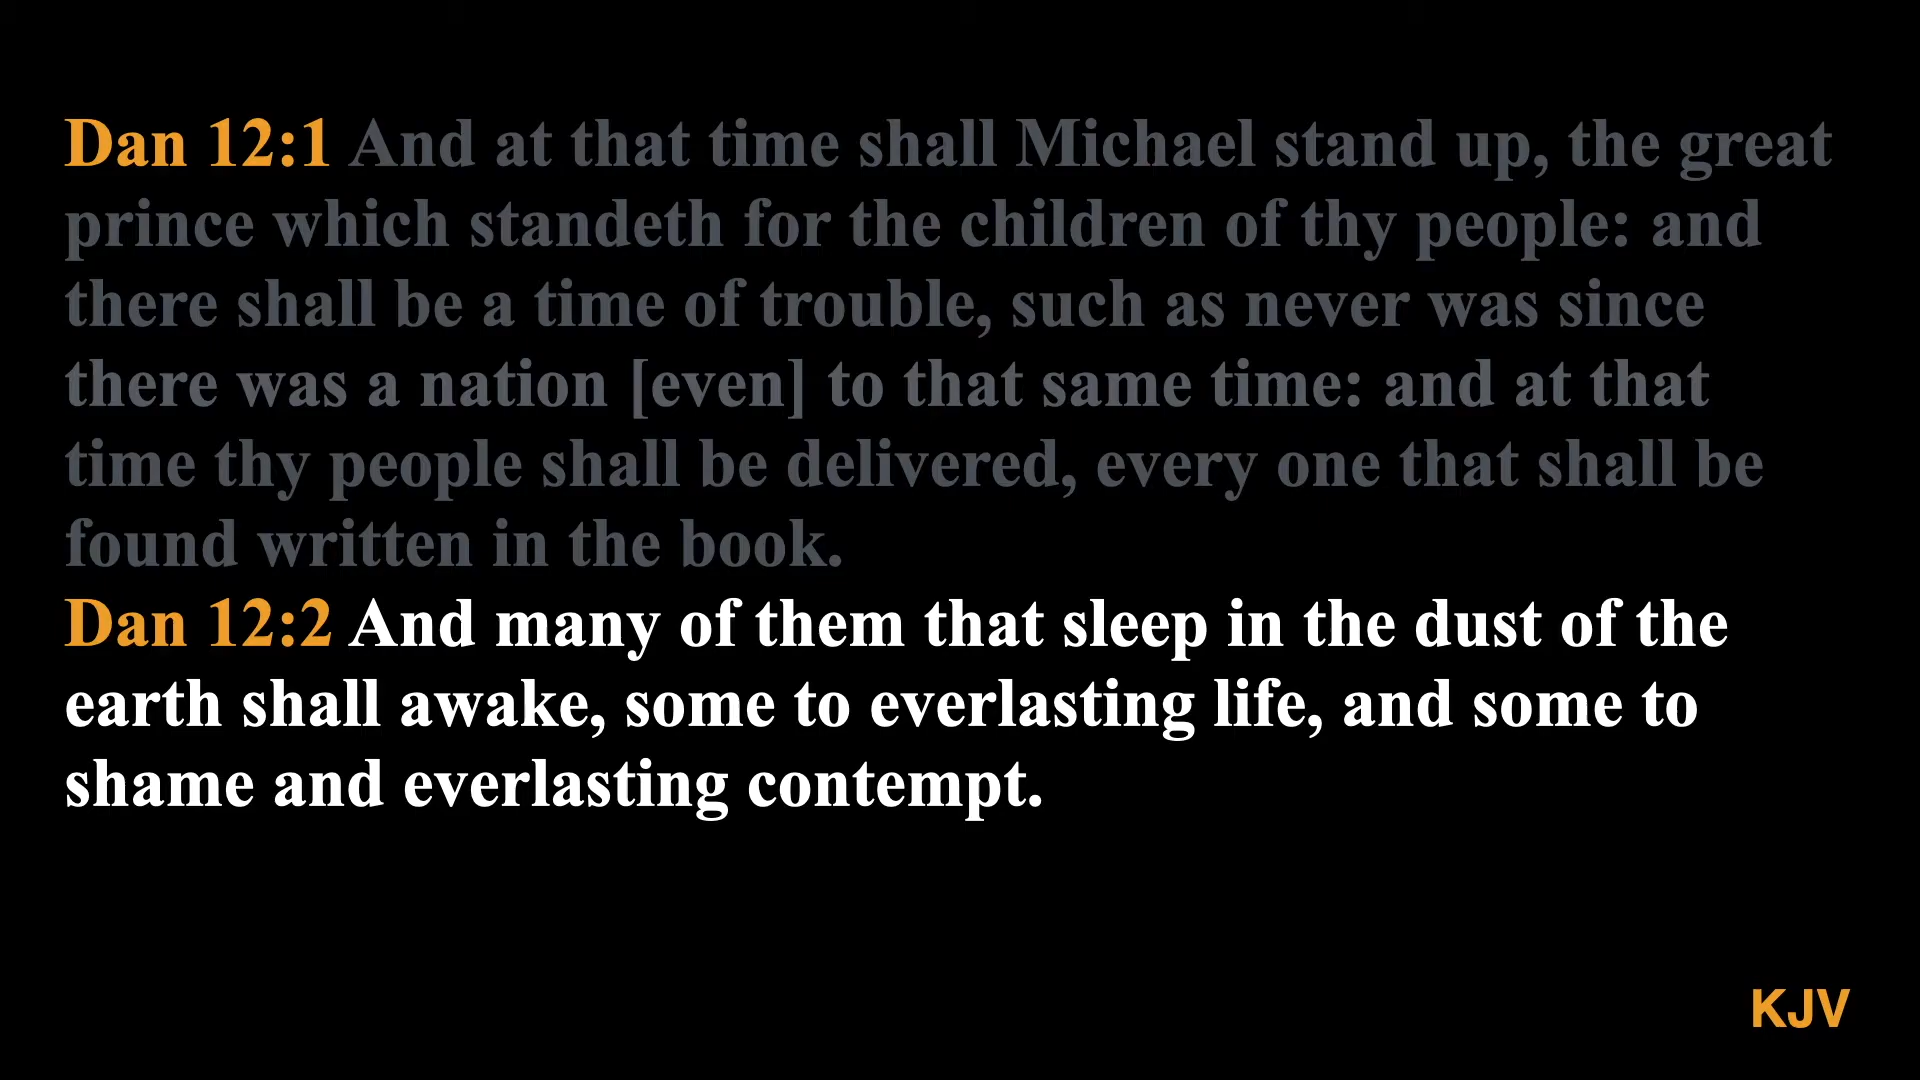 Dan 12:1 And at that time shall Michael stand up, the great
prince which standeth for the children of thy people: and
there shall be a time of trouble, such as never was since
there was a nation [even] to that same time: and at that
time thy people shall be delivered, every one that shall be
found written in the book.
Dan 12:2 And many of them that sleep in the dust of the
earth shall awake, some to everlasting life, and some to
shame and everlasting contempt.
KJV